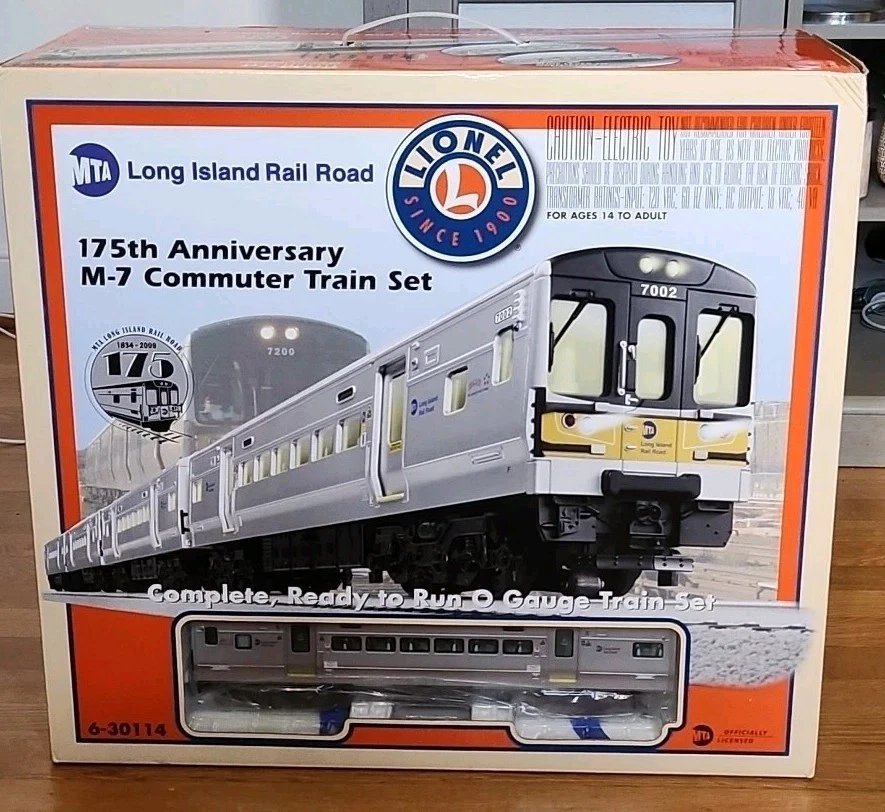 MTA Long Island Rail Road
LIONEL
L
SINCE 1900
CAUTION-ELECTRIC TOY
FOR AGES 14 TO ADULT
175th Anniversary
M-7 Commuter Train Set
MTA LONG ISLAND RAIL ROAD
1834-2009
175
7200
7002
7002
MTA
Long Island
Rail Road
Long Island
Rail Road
Complete, Ready to Run O Gauge Train Set
6-30114
MTA OFFICIALLY
LICENSED